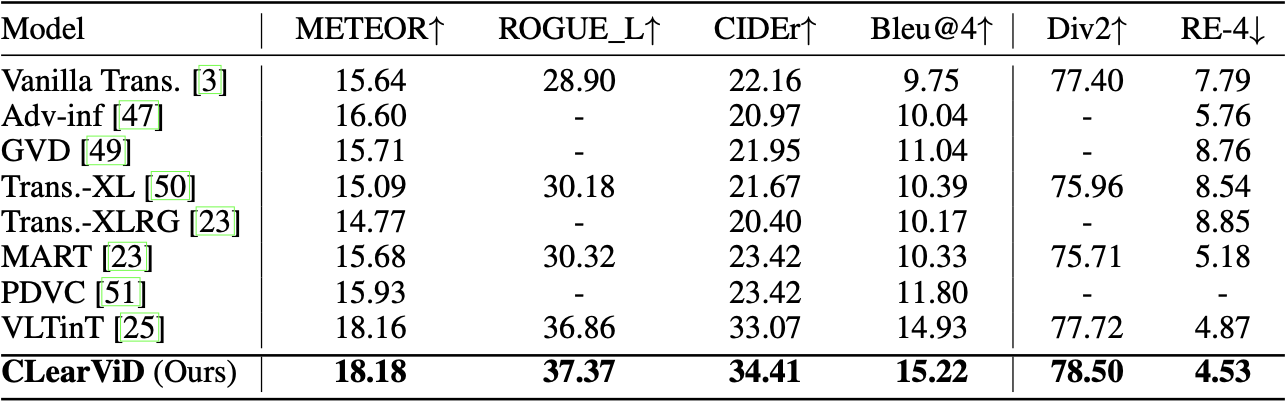 Model METEOR↑ ROGUE_L↑ CIDEr↑ Bleu@4↑ Div2↑ RE-4↓
Vanilla Trans. [3] 15.64 28.90 22.16 9.75 77.40 7.79
Adv-inf [47] 16.60 - 20.97 10.04 - 5.76
GVD [49] 15.71 - 21.95 11.04 - 8.76
Trans.-XL [50] 15.09 30.18 21.67 10.39 75.96 8.54
Trans.-XLRG [23] 14.77 - 20.40 10.17 - 8.85
MART [23] 15.68 30.32 23.42 10.33 75.71 5.18
PDVC [51] 15.93 - 23.42 11.80 - -
VLTinT [25] 18.16 36.86 33.07 14.93 77.72 4.87
CLearViD (Ours) 18.18 37.37 34.41 15.22 78.50 4.53